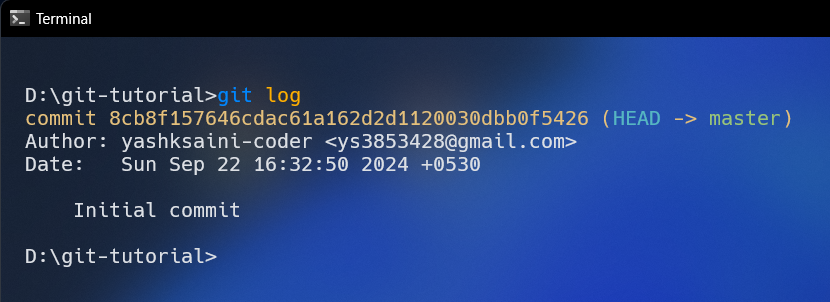 Terminal
D:\git-tutorial>git log
commit 8cb8f157646cdac61a162d2d1120030dbb0f5426 (HEAD -> master)
Author: yashksaini-coder <ys3853428@gmail.com>
Date:   Sun Sep 22 16:32:50 2024 +0530
    Initial commit
D:\git-tutorial>